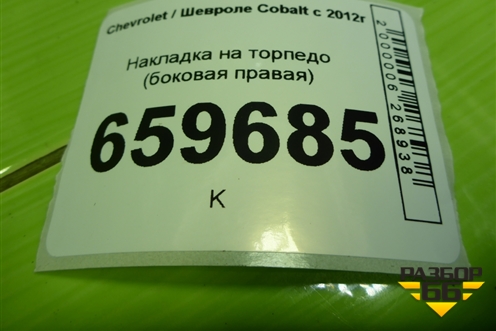 Chevrolet / Шевроле Cobalt с 2012г
Накладка на торпедо
(боковая правая)
659685
К
2000006268938
РАЗБОР
66